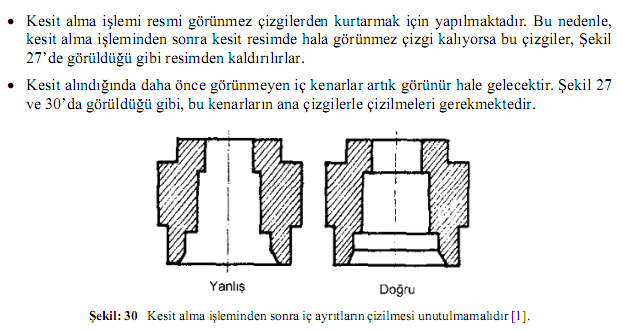 • Kesit alma işlemi resmi görünmez çizgilerden kurtarmak için yapılmaktadır. Bu nedenle,
kesit alma işleminden sonra kesit resimde hala görünmez çizgi kalıyorsa bu çizgiler, Şekil
27’de görüldüğü gibi resimden kaldırılırlar.
• Kesit alındığında daha önce görünmeyen iç kenarlar artık görünür hale gelecektir. Şekil 27
ve 30’da görüldüğü gibi, bu kenarların ana çizgilerle çizilmeleri gerekmektedir.
Yanlış
Doğru
Şekil: 30 Kesit alma işleminden sonra iç ayrıtların çizilmesi unutulmamalıdır [1].